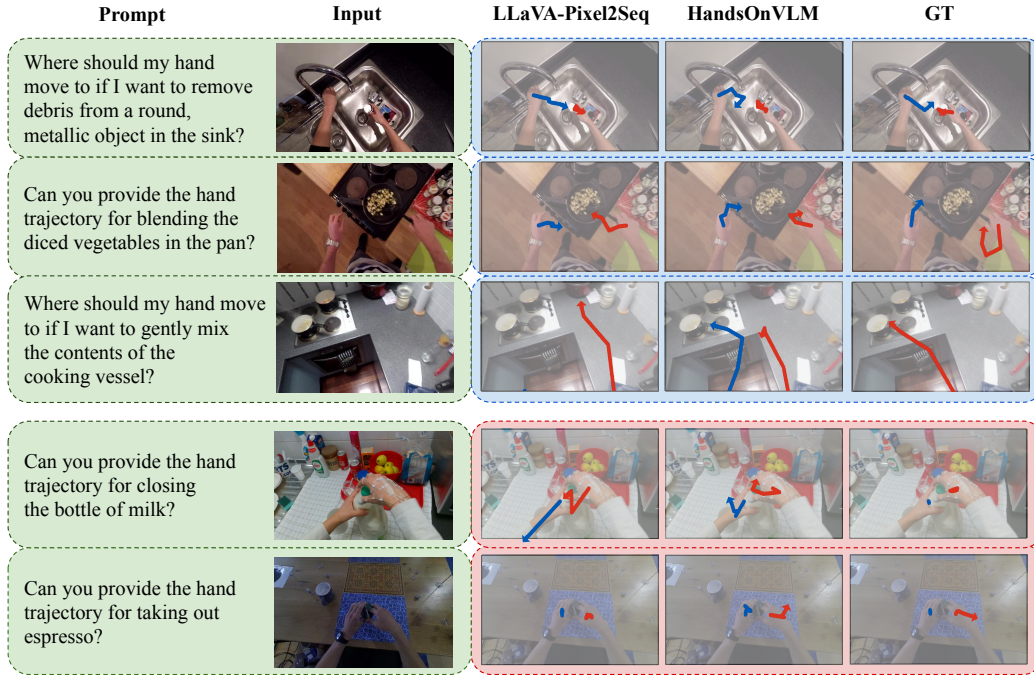 Prompt Input LLaVA-Pixel2Seq HandsOnVLM GT
Where should my hand
move to if I want to remove
debris from a round,
metallic object in the sink?
Can you provide the hand
trajectory for blending the
diced vegetables in the pan?
Where should my hand move
to if I want to gently mix
the contents of the
cooking vessel?
Can you provide the hand
trajectory for closing
the bottle of milk?
Can you provide the hand
trajectory for taking out
espresso?